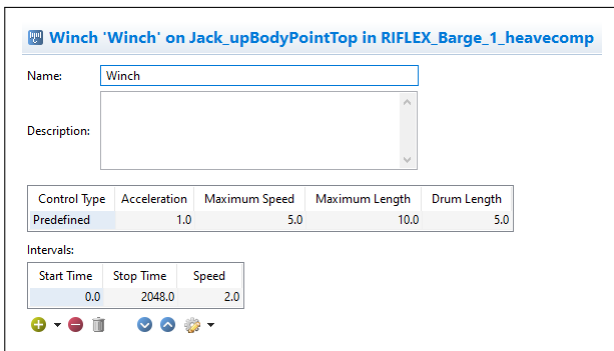 Winch 'Winch' on Jack_upBodyPointTop in RIFLEX_Barge_1_heavecomp
Name: Winch
Description:
Control Type Acceleration Maximum Speed Maximum Length Drum Length
Predefined 1.0 5.0 10.0 5.0
Intervals:
Start Time Stop Time Speed
0.0 2048.0 2.0